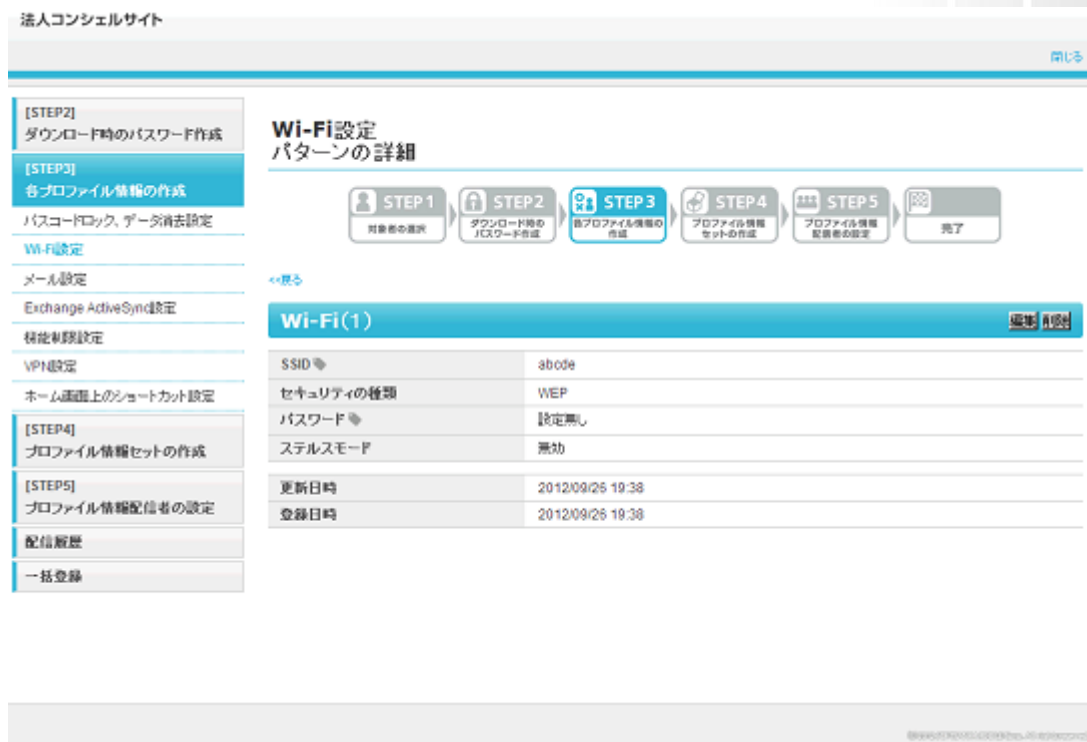 法人コンシェルサイト
閉じる
[STEP2]
ダウンロード時のパスワード作成
[STEP3]
各プロファイル情報の作成
パスコードロック、データ消去設定
Wi-Fi設定
メール設定
Exchange ActiveSync設定
機能制限設定
VPN設定
ホーム画面上のショートカット設定
[STEP4]
プロファイル情報セットの作成
[STEP5]
プロファイル情報配信者の設定
配信履歴
一括登録
Wi-Fi設定
パターンの詳細
STEP1
対象者の選択
STEP2
ダウンロード時の
パスワード作成
STEP3
各プロファイル情報の
作成
STEP4
プロファイル情報
セットの作成
STEP5
プロファイル情報
配信者の設定
完了
<<戻る
Wi-Fi(1)
編集 削除
SSID abcde
セキュリティの種類 WEP
パスワード 設定無し
ステルスモード 無効
更新日時 2012/09/26 19:38
登録日時 2012/09/26 19:38